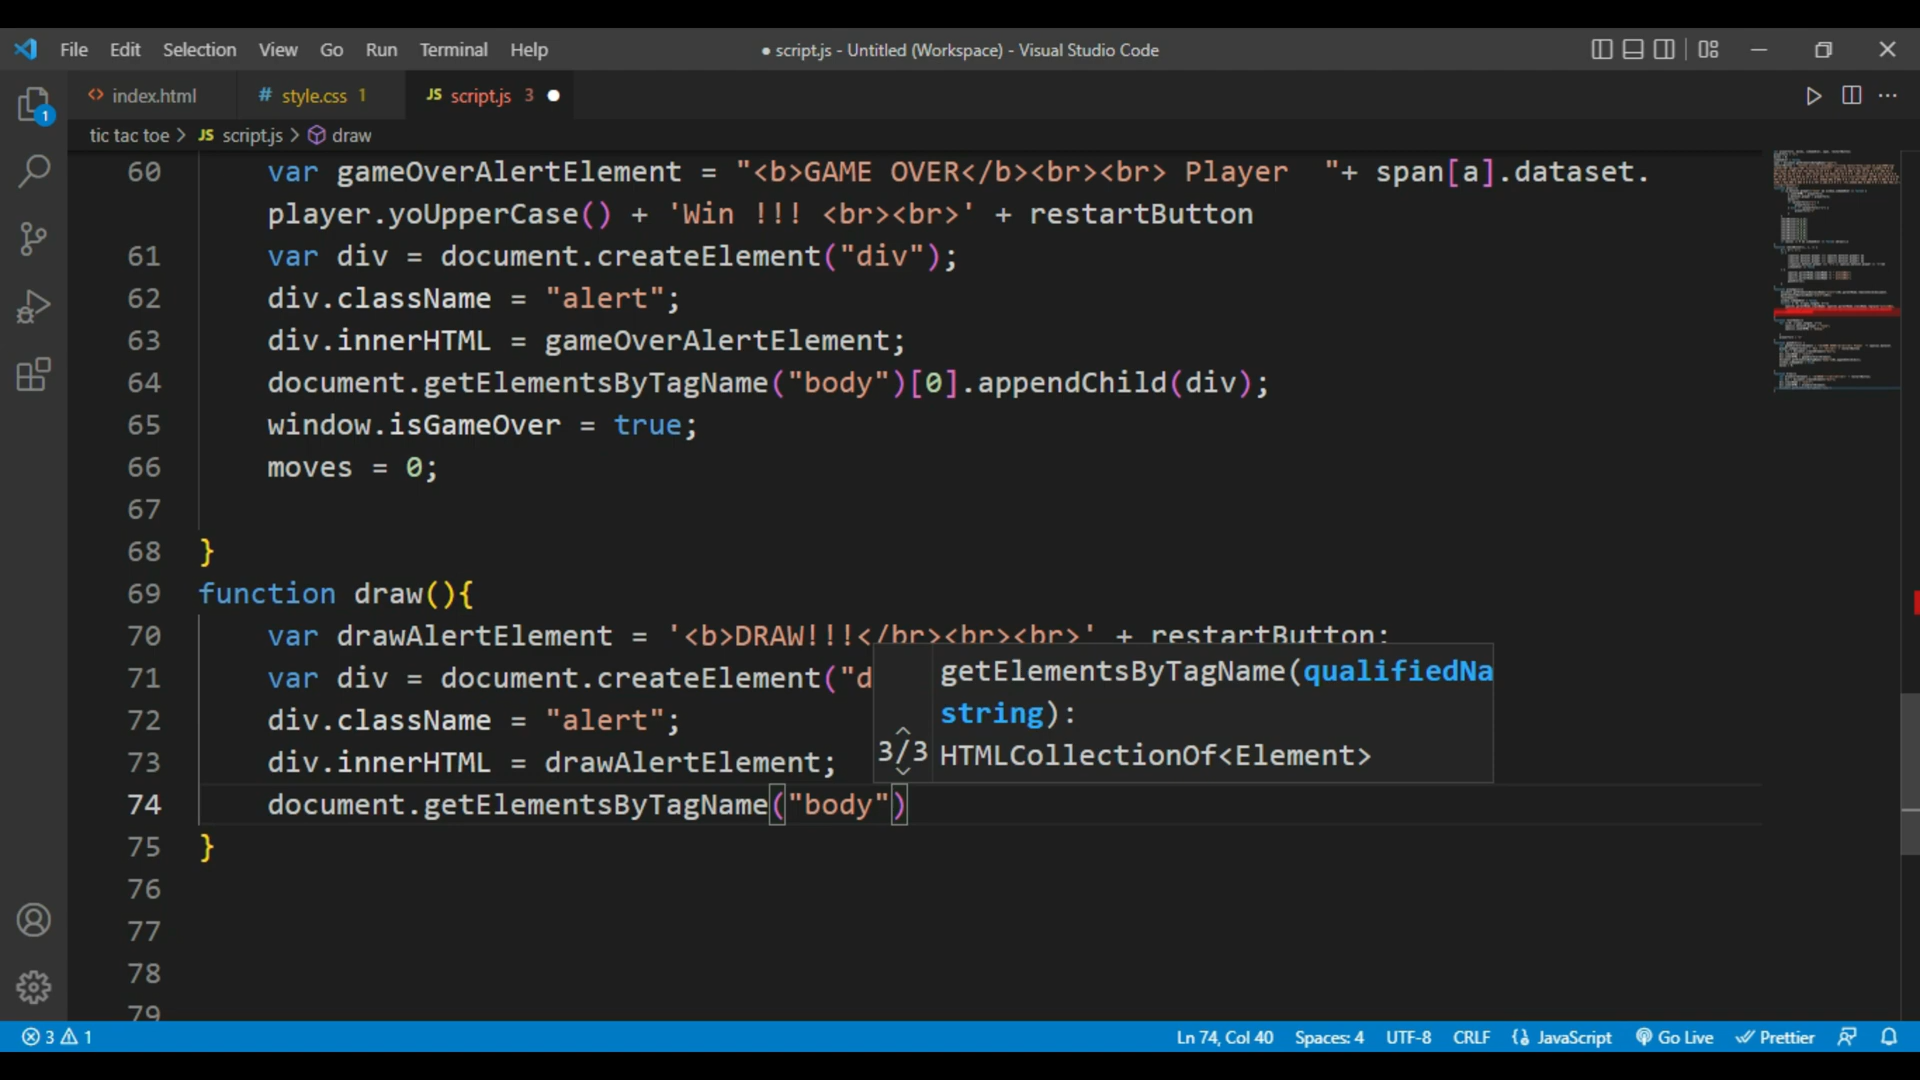 File Edit Selection View Go Run Terminal Help ● script.js - Untitled (Workspace) - Visual Studio Code
index.html # style.css 1 JS script.js 3 ●
tic tac toe > JS script.js > draw
1
60 var gameOverAlertElement = "<b>GAME OVER</b><br><br> Player  "+ span[a].dataset.
player.yoUpperCase() + 'Win !!! <br><br>' + restartButton
61 var div = document.createElement("div");
62 div.className = "alert";
63 div.innerHTML = gameOverAlertElement;
64 document.getElementsByTagName("body")[0].appendChild(div);
65 window.isGameOver = true;
66 moves = 0;
67
68 }
69 function draw(){
70 var drawAlertElement = '<b>DRAW!!!</br><br><br>' + restartButton;
71 var div = document.createElement("d
72 div.className = "alert";
73 div.innerHTML = drawAlertElement;
74 document.getElementsByTagName("body")
75 }
76
77
78
79
getElementsByTagName(qualifiedNa
string):
3/3 HTMLCollectionOf<Element>
3 1 Ln 74, Col 40 Spaces: 4 UTF-8 CRLF JavaScript Go Live Prettier